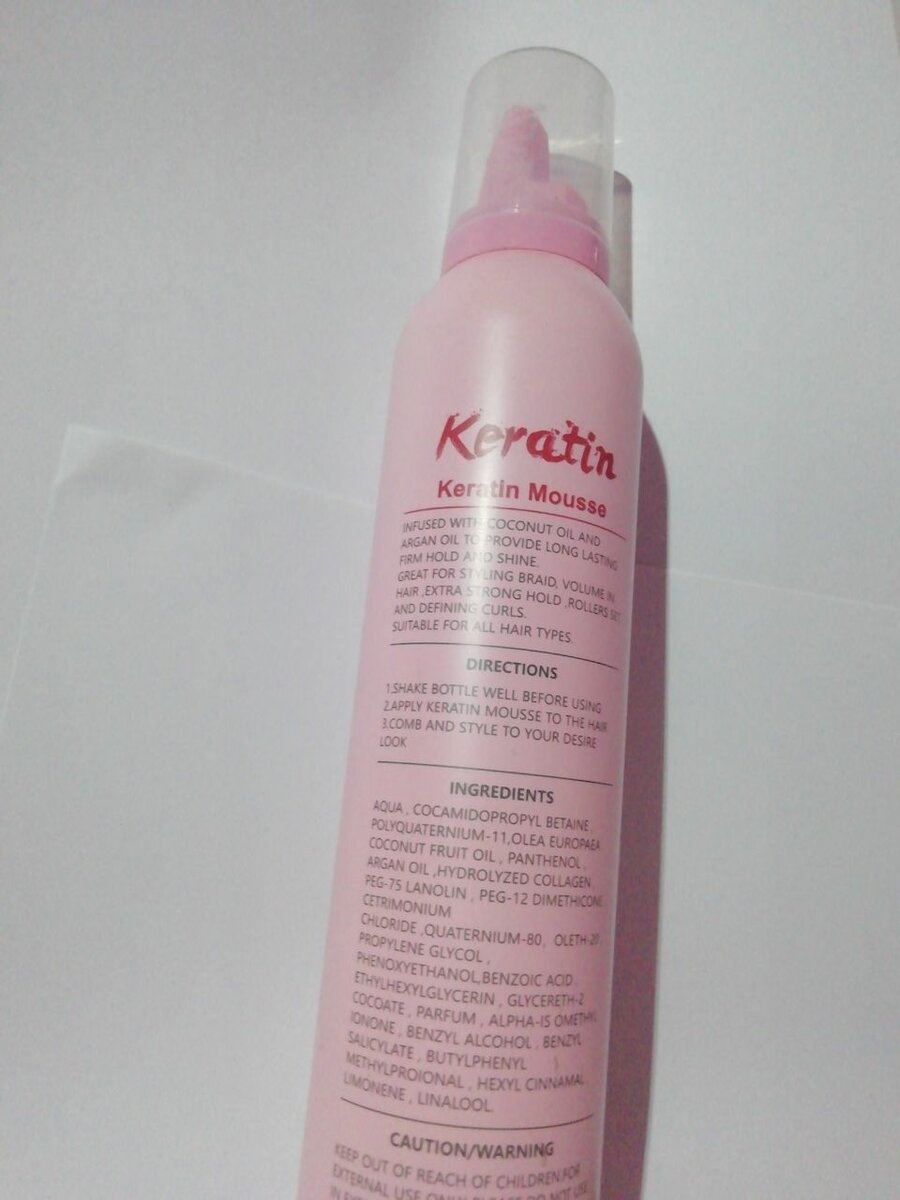 Keratin
Keratin Mousse
INFUSED WITH COCONUT OIL AND
ARGAN OIL TO PROVIDE LONG LASTING
FIRM HOLD AND SHINE.
GREAT FOR STYLING BRAID, VOLUME IN
HAIR ,EXTRA STRONG HOLD ,ROLLERS SET
AND DEFINING CURLS.
SUITABLE FOR ALL HAIR TYPES.
DIRECTIONS
1.SHAKE BOTTLE WELL BEFORE USING
2.APPLY KERATIN MOUSSE TO THE HAIR
3.COMB AND STYLE TO YOUR DESIRE
LOOK
INGREDIENTS
AQUA , COCAMIDOPROPYL BETAINE ,
POLYQUATERNIUM-11,OLEA EUROPAEA
COCONUT FRUIT OIL , PANTHENOL ,
ARGAN OIL ,HYDROLYZED COLLAGEN,
PEG-75 LANOLIN , PEG-12 DIMETHICONE,
CETRIMONIUM
CHLORIDE ,QUATERNIUM-80, OLETH-20,
PROPYLENE GLYCOL ,
PHENOXYETHANOL,BENZOIC ACID ,
ETHYLHEXYLGLYCERIN , GLYCERETH-2
COCOATE , PARFUM , ALPHA-IS OMETHYL
IONONE , BENZYL ALCOHOL , BENZYL
SALICYLATE , BUTYLPHENYL
METHYLPROIONAL , HEXYL CINNAMAL,
LIMONENE , LINALOOL.
CAUTION/WARNING
KEEP OUT OF REACH OF CHILDREN.FOR
EXTERNAL USE ONLY. PLEASE DO NOT USE